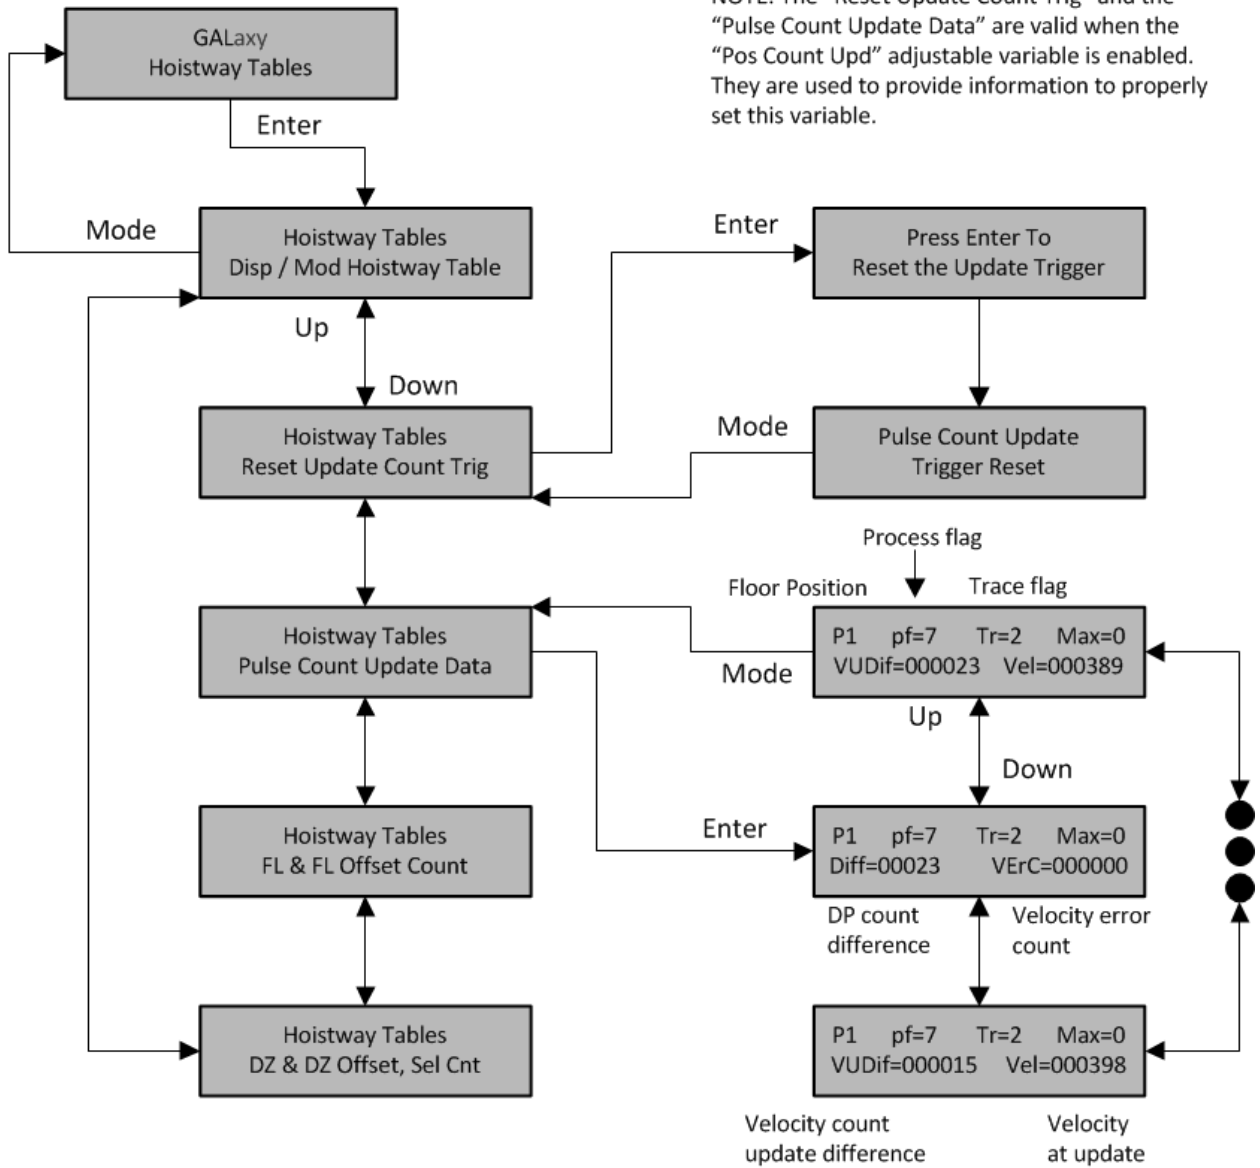 NOTE: The "Reset Update Count Trig" and the
“Pulse Count Update Data” are valid when the
“Pos Count Upd” adjustable variable is enabled.
They are used to provide information to properly
set this variable.
GALaxy
Hoistway Tables
Enter
Mode
Hoistway Tables
Disp / Mod Hoistway Table
Enter
Press Enter To
Reset the Update Trigger
Up
Down
Hoistway Tables
Reset Update Count Trig
Mode
Pulse Count Update
Trigger Reset
Process flag
Floor Position
Trace flag
Hoistway Tables
Pulse Count Update Data
Mode
P1 pf=7 Tr=2 Max=0
VUDif=000023 Vel=000389
Up
Down
Hoistway Tables
FL & FL Offset Count
Enter
P1 pf=7 Tr=2 Max=0
Diff=00023 VErC=000000
DP count
difference
Velocity error
count
Hoistway Tables
DZ & DZ Offset, Sel Cnt
P1 pf=7 Tr=2 Max=0
VUDif=000015 Vel=000398
Velocity count
update difference
Velocity
at update